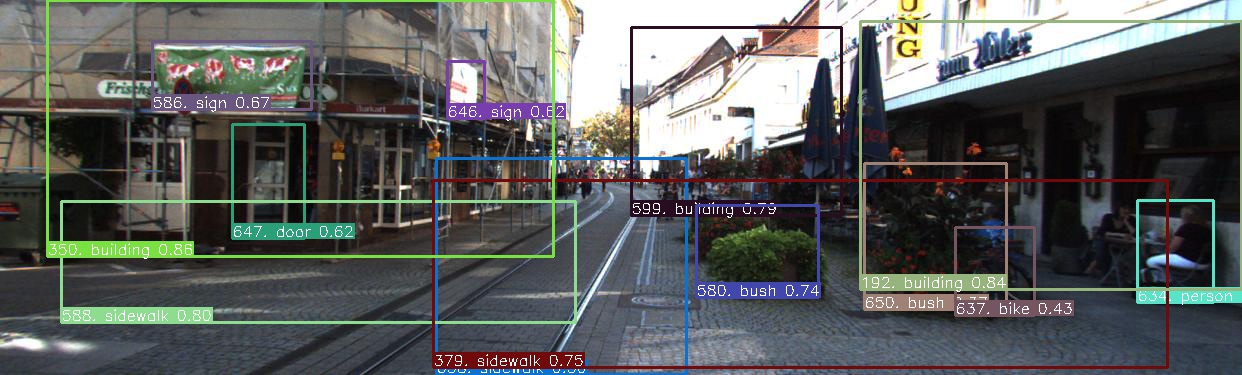 UNG
zum Adler
586. sign 0.67
646. sign 0.62
Frisch
Burkart
599. building 0.79
647. door 0.62
350. building 0.86
580. bush 0.74
192. building 0.84
634. person
650. bush
637. bike 0.43
588. sidewalk 0.80
379. sidewalk 0.75